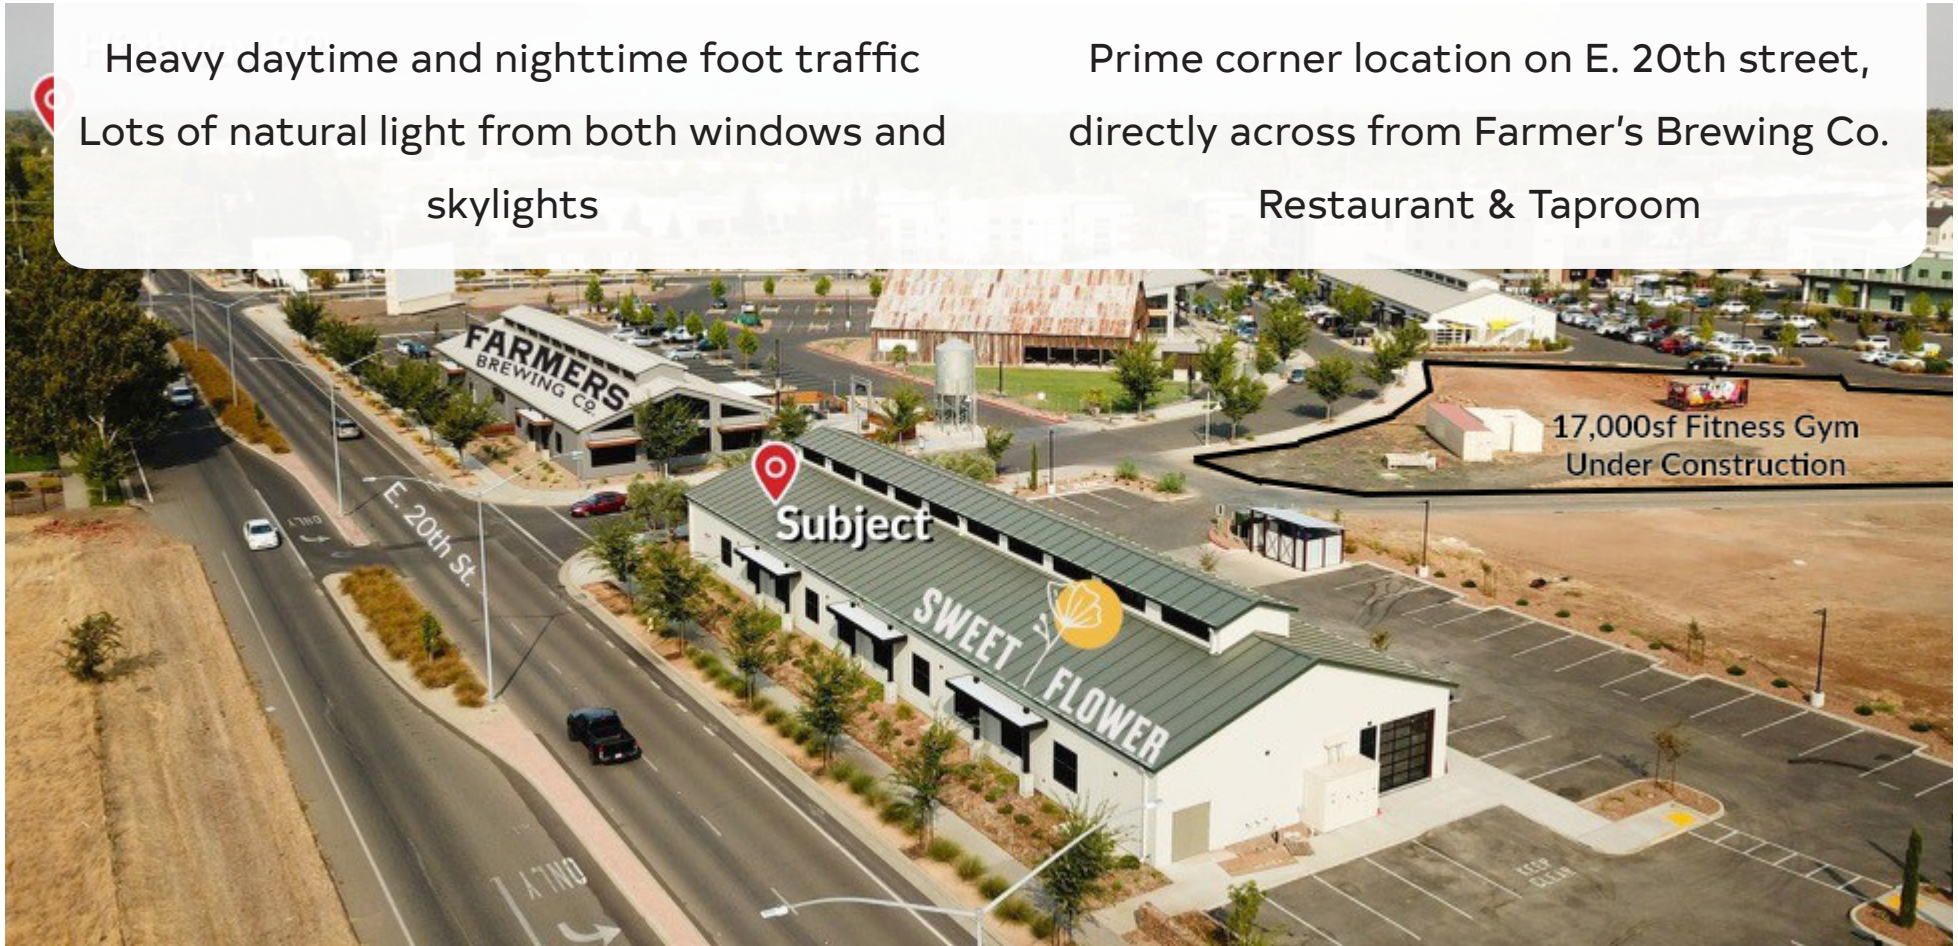 Heavy daytime and nighttime foot traffic
Lots of natural light from both windows and
skylights
Prime corner location on E. 20th street,
directly across from Farmer's Brewing Co.
Restaurant & Taproom
FARMERS
BREWING CO
17,000sf Fitness Gym
Under Construction
Subject
E. 20th St.
SWEET
FLOWER
ONLY
ONLY
KEEP
CLEAR